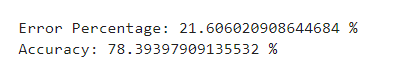 Error Percentage: 21.606020908644684 %
Accuracy: 78.39397909135532 %